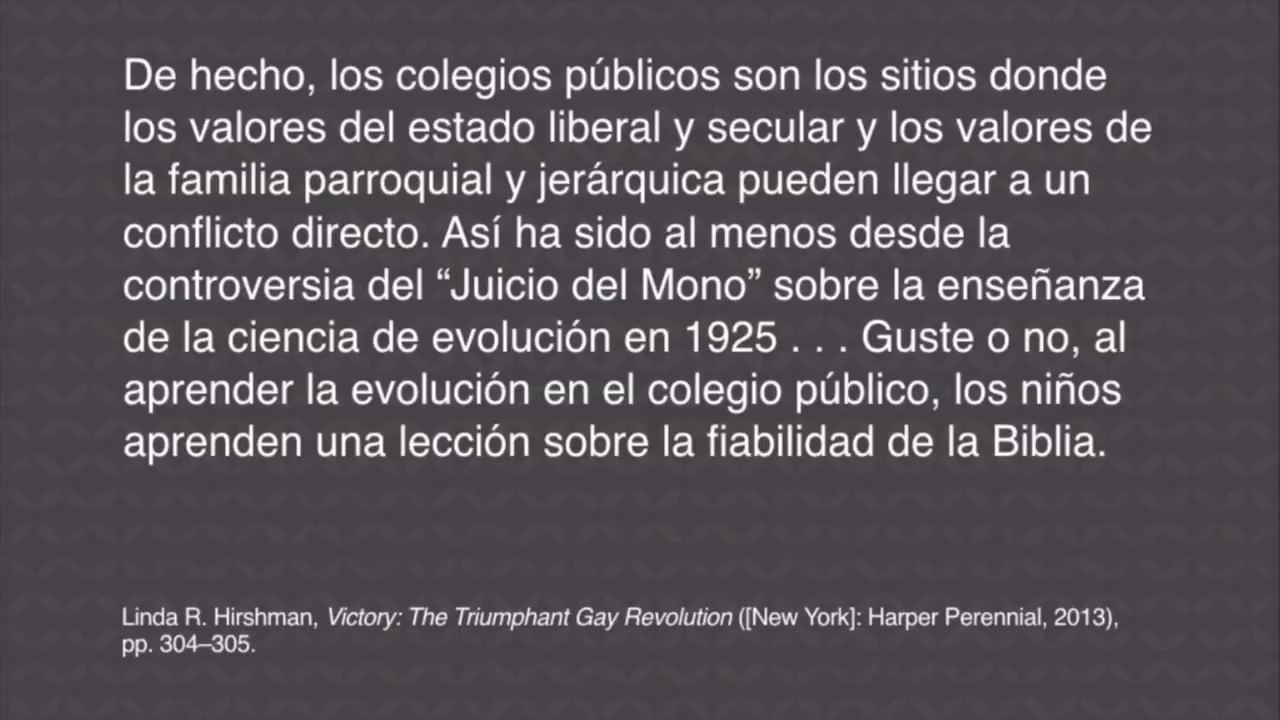 De hecho, los colegios públicos son los sitios donde
los valores del estado liberal y secular y los valores de
la familia parroquial y jerárquica pueden llegar a un
conflicto directo. Así ha sido al menos desde la
controversia del “Juicio del Mono” sobre la enseñanza
de la ciencia de evolución en 1925 . . . Guste o no, al
aprender la evolución en el colegio público, los niños
aprenden una lección sobre la fiabilidad de la Biblia.
Linda R. Hirshman, Victory: The Triumphant Gay Revolution ([New York]: Harper Perennial, 2013),
pp. 304–305.